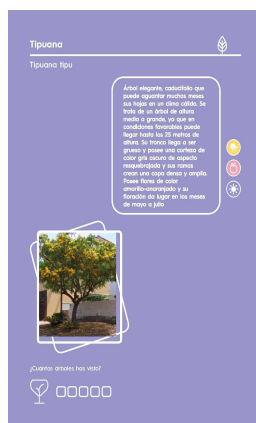 Tipuana
Tipuana tipu
Árbol elegante, caducifolio que
puede aguantar muchos meses
sus hojas en un clima cálido. Se
trata de un árbol de altura
media a grande, ya que en
condiciones favorables puede
llegar hasta los 25 metros de
altura. Su tronco llega a ser
grueso y posee una corteza de
color gris oscuro de aspecto
resquebrajada y sus ramas
crean una copa densa y amplia.
Posee flores de color
amarillo-anaranjado y su
floración da lugar en los meses
de mayo a julio
¿Cuántos árboles has visto?